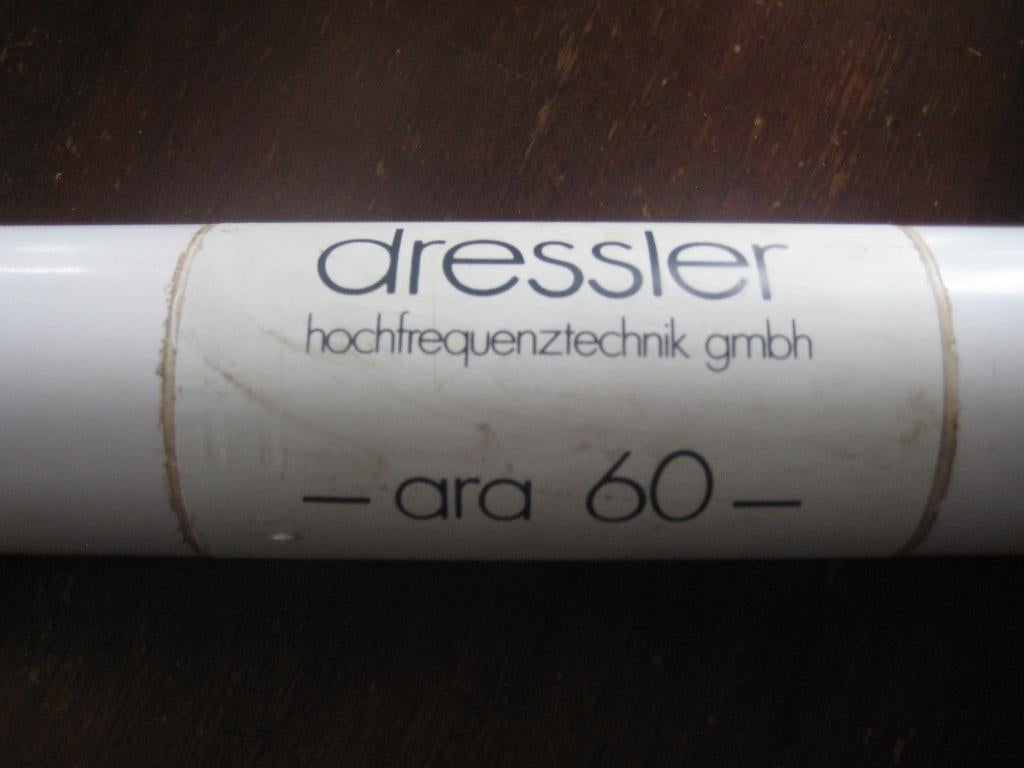 dressler
hochfrequenztechnik gmbh
— ara 60 —